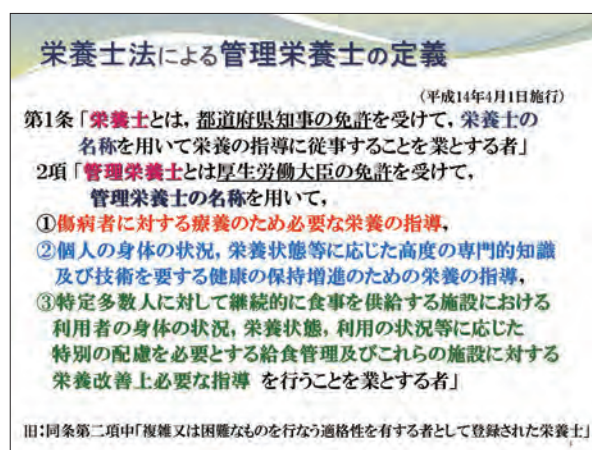 栄養士法による管理栄養士の定義
（平成14年4月1日施行）
第1条「栄養士とは，都道府県知事の免許を受けて，栄養士の
名称を用いて栄養の指導に従事することを業とする者」
2項「管理栄養士とは厚生労働大臣の免許を受けて，
管理栄養士の名称を用いて，
①傷病者に対する療養のため必要な栄養の指導，
②個人の身体の状況，栄養状態等に応じた高度の専門的知識
及び技術を要する健康の保持増進のための栄養の指導，
③特定多数人に対して継続的に食事を供給する施設における
利用者の身体の状況，栄養状態，利用の状況等に応じた
特別の配慮を必要とする給食管理及びこれらの施設に対する
栄養改善上必要な指導 を行うことを業とする者」
旧：同条第二項中「複雑又は困難なものを行なう適格性を有する者として登録された栄養士」